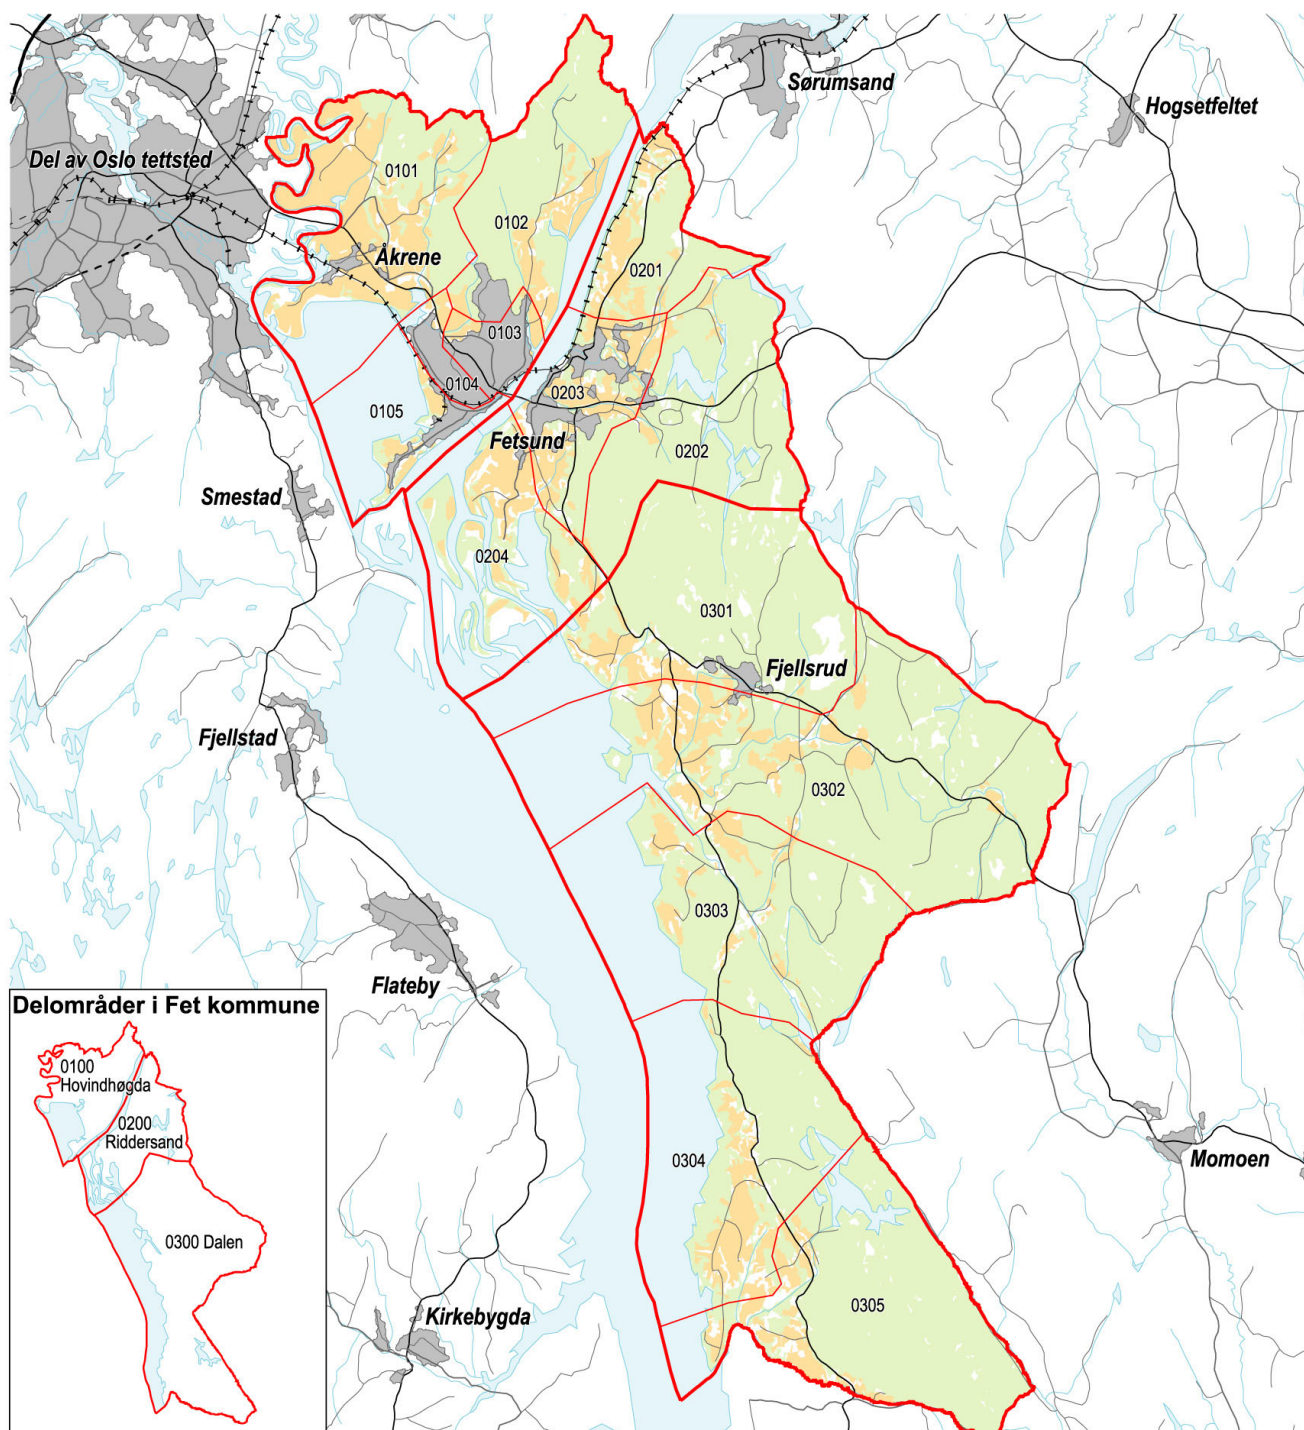 Sørumsand
Hogsetfeltet
Del av Oslo tettsted
0101
0102
Åkrene
0201
0103
0104
0203
0105
Fetsund
0202
Smestad
0204
0301
Fjellsrud
Fjellstad
0302
0303
Flateby
Delområder i Fet kommune
0100
Hovindhøgda
0200
Riddersand
0300 Dalen
0304
Momoen
0305
Kirkebygda